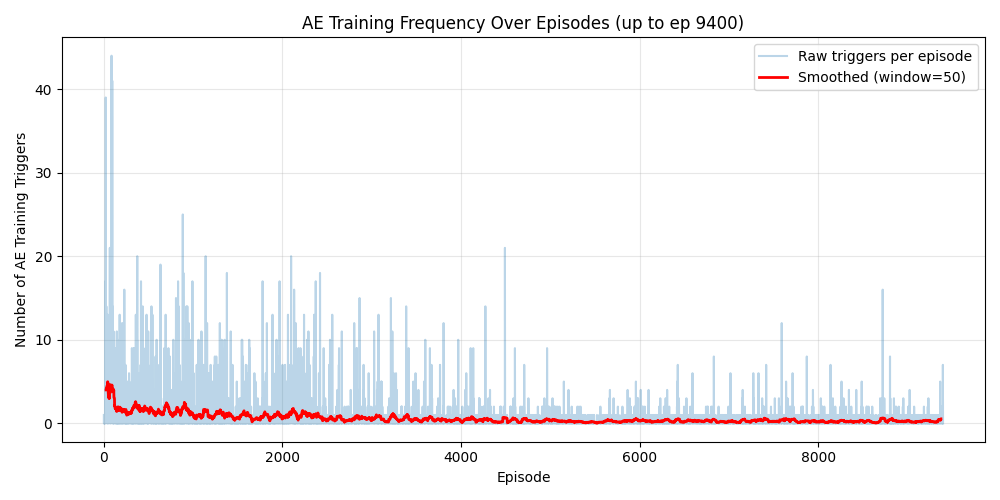 AE Training Frequency Over Episodes (up to ep 9400)
Raw triggers per episode
Smoothed (window=50)
Number of AE Training Triggers
40
30
20
10
0
0 2000 4000 6000 8000
Episode